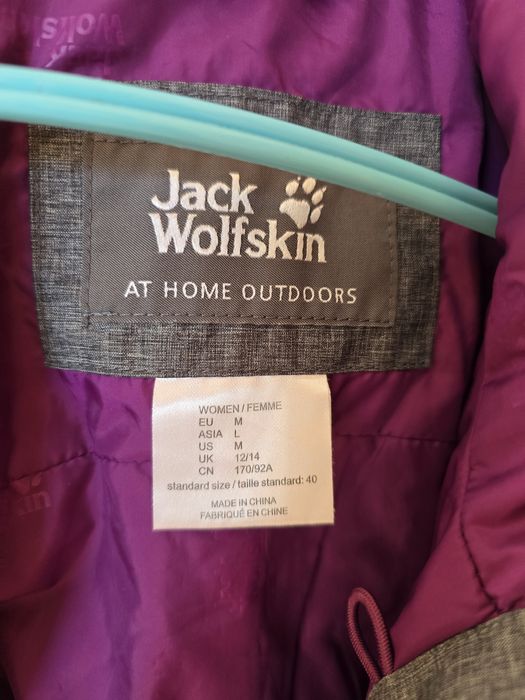 Jack
Wolfskin
AT HOME OUTDOORS
WOMEN / FEMME
EU M
ASIA L
US M
UK 12/14
CN 170/92A
standard size / taille standard: 40
MADE IN CHINA
FABRIQUÉ EN CHINE